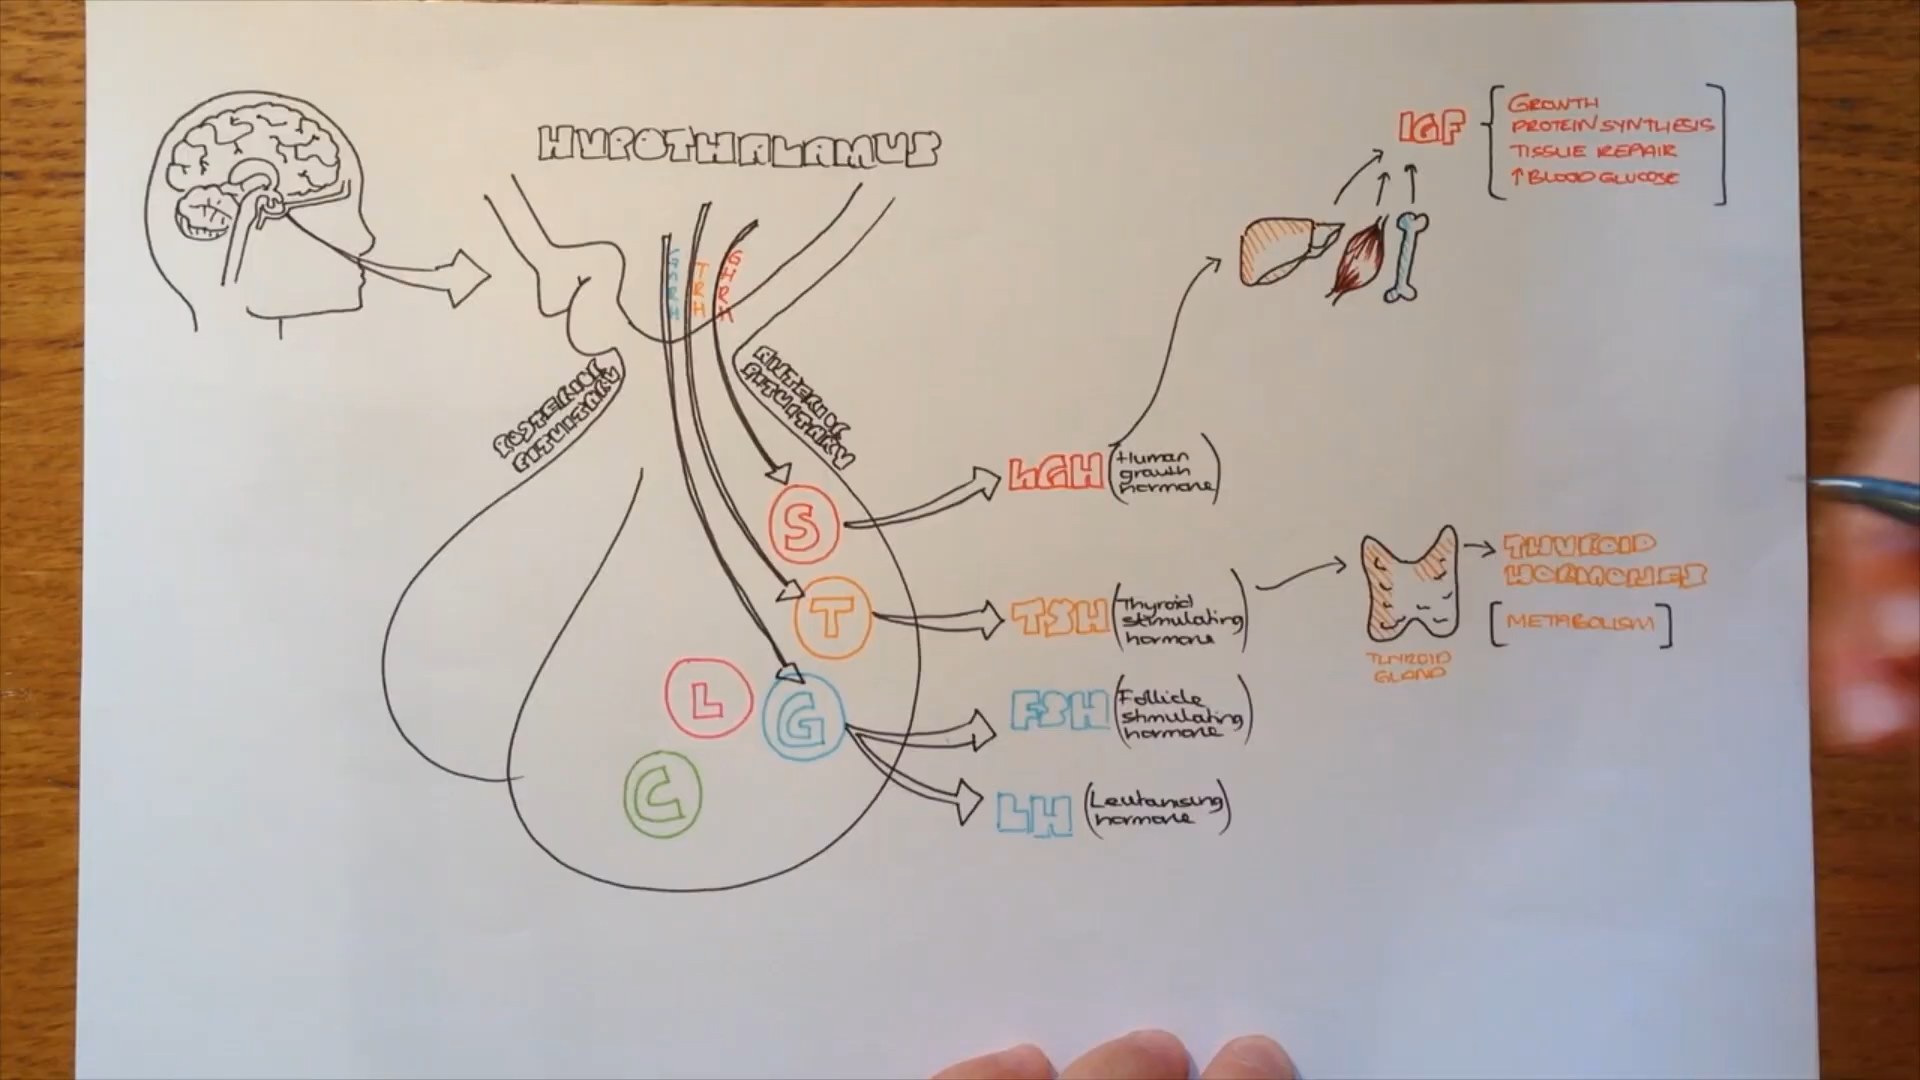 HYPOTHALAMUS
GnRH
TRH
GHRH
POSTERIOR
PITUITARY
ANTERIOR
PITUITARY
S
T
L
G
C
hGH (Human
growth
hormone)
TSH (Thyroid
stimulating
hormone)
FSH (Follicle
stimulating
hormone)
LH (Leutanising
hormone)
IGF
GROWTH
PROTEIN SYNTHESIS
TISSUE REPAIR
↑ BLOOD GLUCOSE
THYROID
GLAND
THYROID
HORMONES
[METABOLISM]